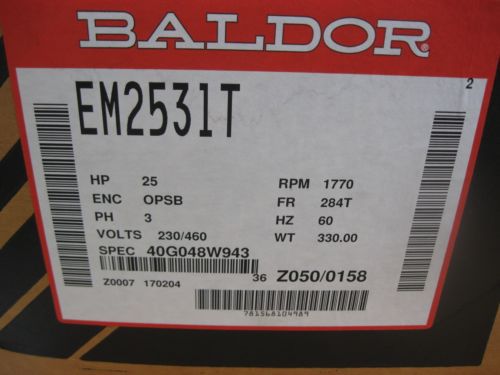 BALDOR®
2
EM2531T
HP 25 RPM 1770
ENC OPSB FR 284T
PH 3 HZ 60
VOLTS 230/460 WT 330.00
SPEC 40G048W943
36 Z050/0158
Z0007 170204
781568104989